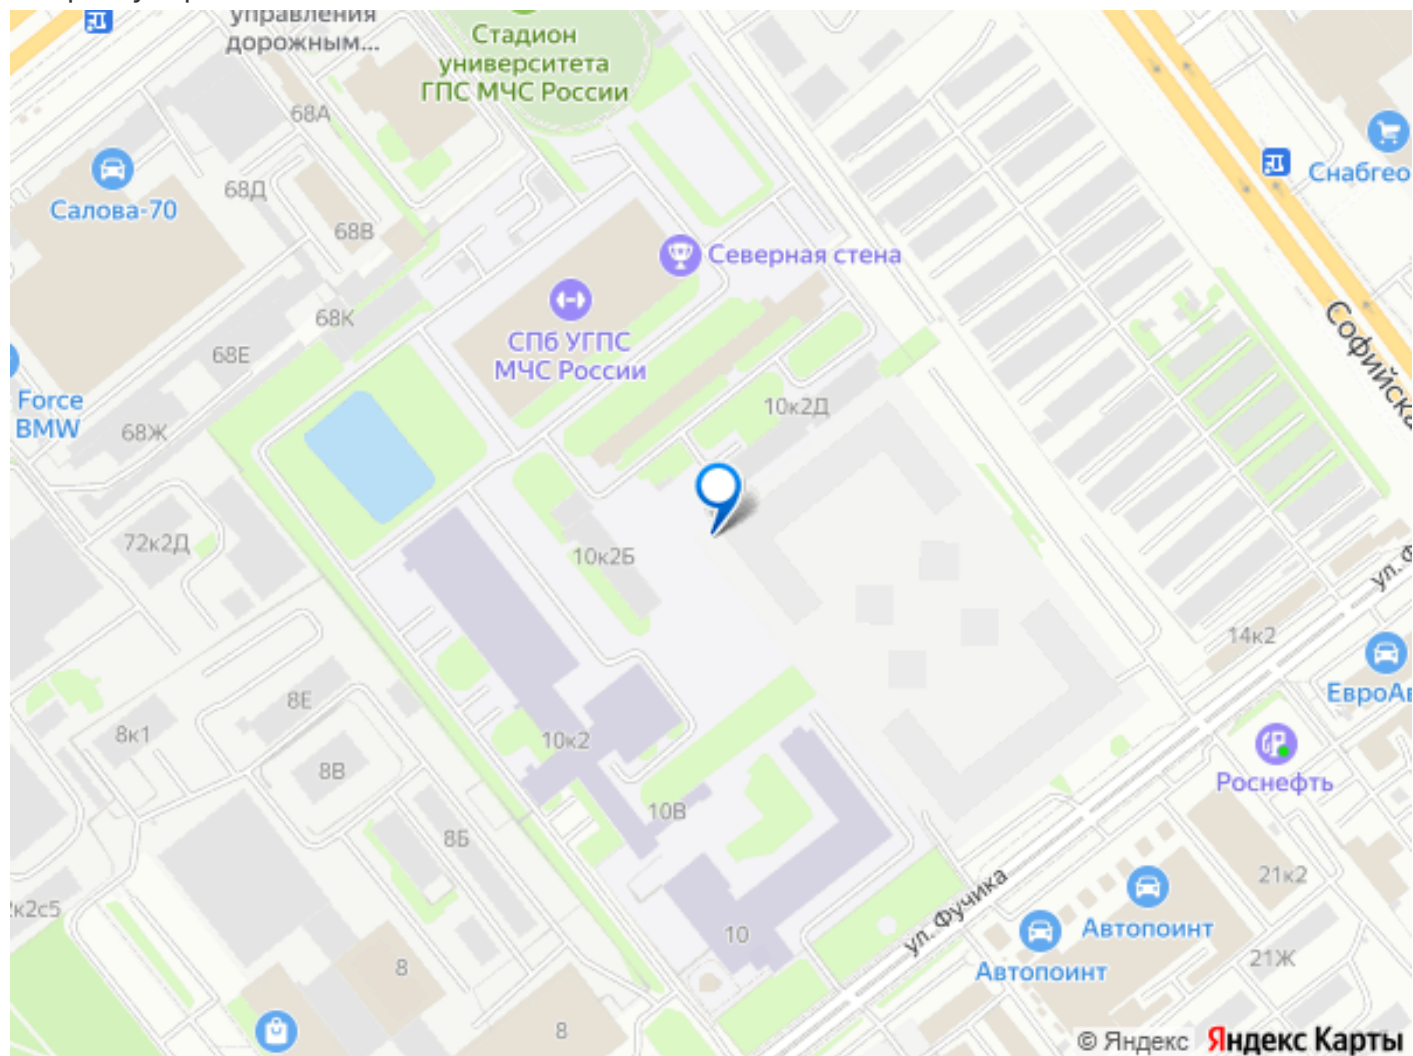 управления
дорожным...
Стадион
университета
ГПС МЧС России
68А
Салова-70
68Д
68В
Снабгео
Северная стена
68К
СПб УГПС
МЧС России
68Е
Софийска
Force
BMW
68Ж
10к2Д
72к2Д
10к2Б
ул. Ф
14к2
8Е
8к1
10к2
ЕвроАв
8В
Роснефть
10В
8Б
21к2
к2с5
ул. Фучика
Автопоинт
10
21Ж
8
Автопоинт
8
© Яндекс Яндекс Карты